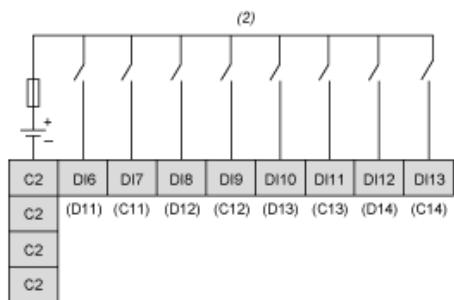 (2)
+
–
C2 DI6 DI7 DI8 DI9 DI10 DI11 DI12 DI13
C2 (D11) (C11) (D12) (C12) (D13) (C13) (D14) (C14)
C2
C2